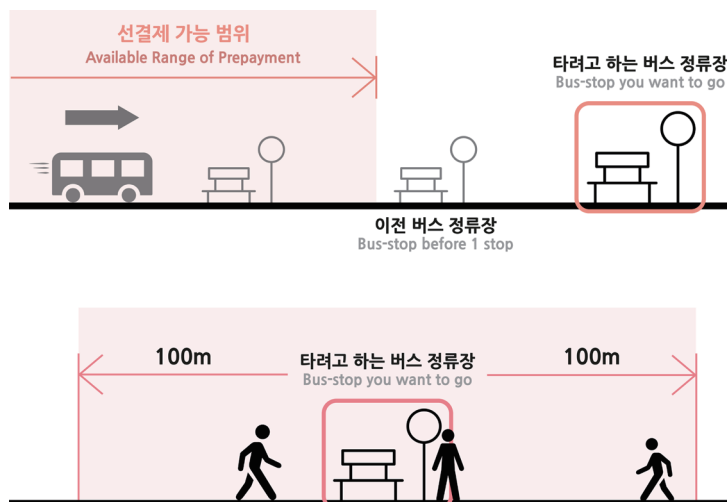 선결제 가능 범위
Available Range of Prepayment
타려고 하는 버스 정류장
Bus-stop you want to go
이전 버스 정류장
Bus-stop before 1 stop
100m
타려고 하는 버스 정류장
Bus-stop you want to go
100m